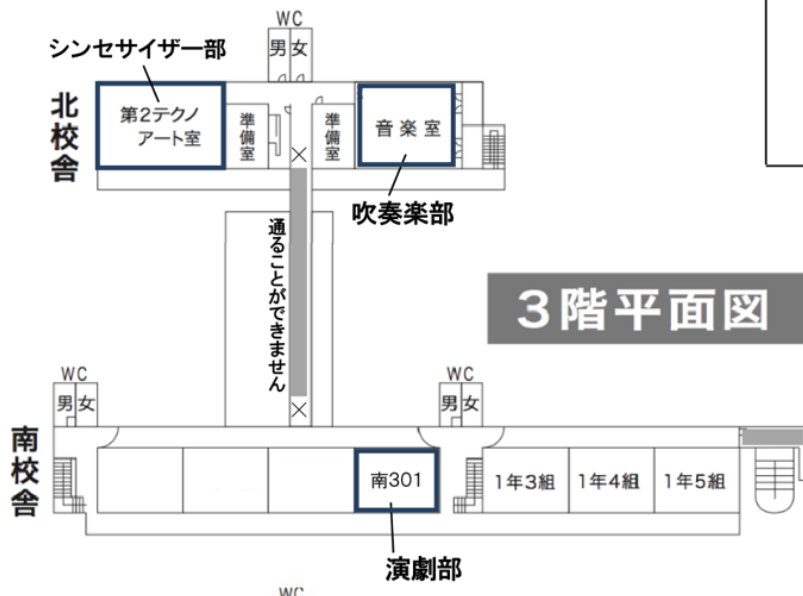 WC
男 女
シンセサイザー部
北校舎
第2テクノ
アート室
準備室
準備室
音楽室
吹奏楽部
通ることができません
3階平面図
WC
男 女
WC
男 女
南校舎
南301
1年3組
1年4組
1年5組
演劇部
WC